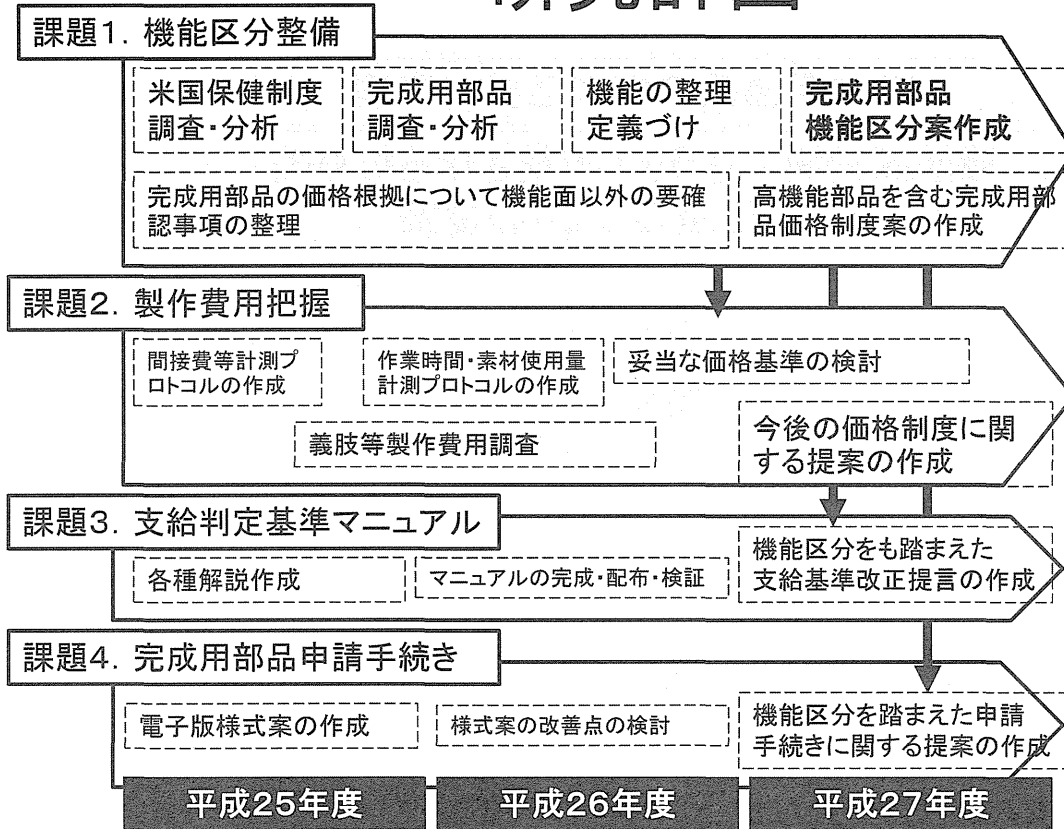 課題1. 機能区分整備
米国保健制度
調査・分析
完成用部品
調査・分析
機能の整理
定義づけ
完成用部品
機能区分案作成
完成用部品の価格根拠について機能面以外の要確
認事項の整理
高機能部品を含む完成用部
品価格制度案の作成
課題2. 製作費用把握
間接費等計測プ
ロトコルの作成
作業時間・素材使用量
計測プロトコルの作成
妥当な価格基準の検討
義肢等製作費用調査
今後の価格制度に関
する提案の作成
課題3. 支給判定基準マニュアル
各種解説作成
マニュアルの完成・配布・検証
機能区分をも踏まえた
支給基準改正提言の作成
課題4. 完成用部品申請手続き
電子版様式案の作成
様式案の改善点の検討
機能区分を踏まえた申請
手続きに関する提案の作成
平成25年度
平成26年度
平成27年度